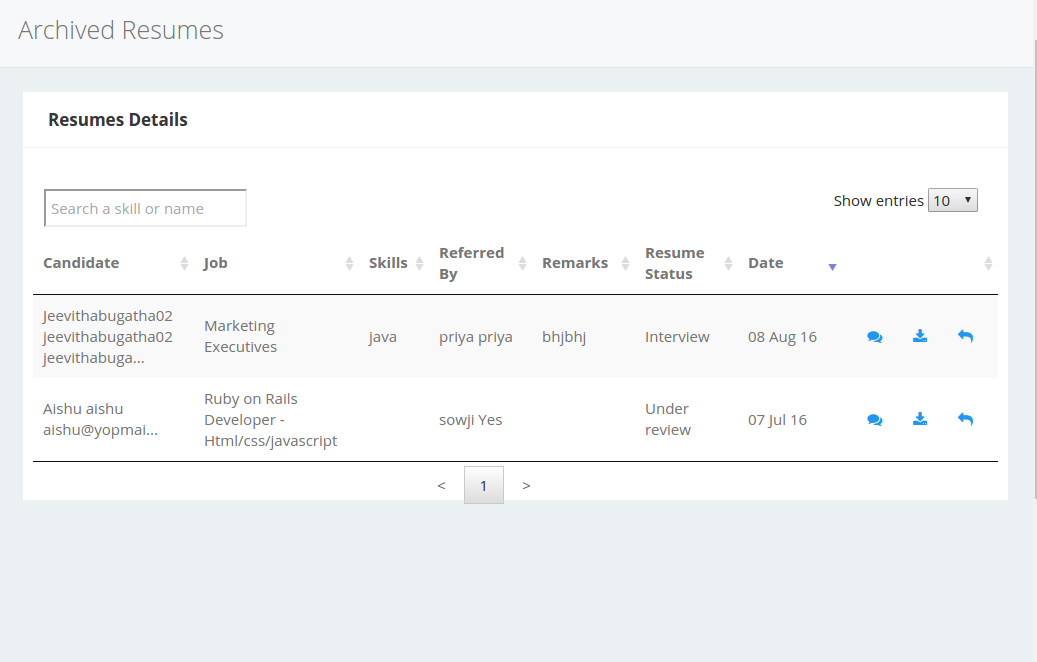 Archived Resumes
Resumes Details
Search a skill or name
Show entries 10
Candidate Job Skills Referred By Remarks Resume Status Date
Jeevithabugatha02
jeevithabugatha02
jeevithabuga...
Marketing
Executives
java
priya priya
bhjbhj
Interview
08 Aug 16
Aishu aishu
aishu@yopmai...
Ruby on Rails
Developer -
Html/css/javascript
sowji Yes
Under
review
07 Jul 16
< 1 >